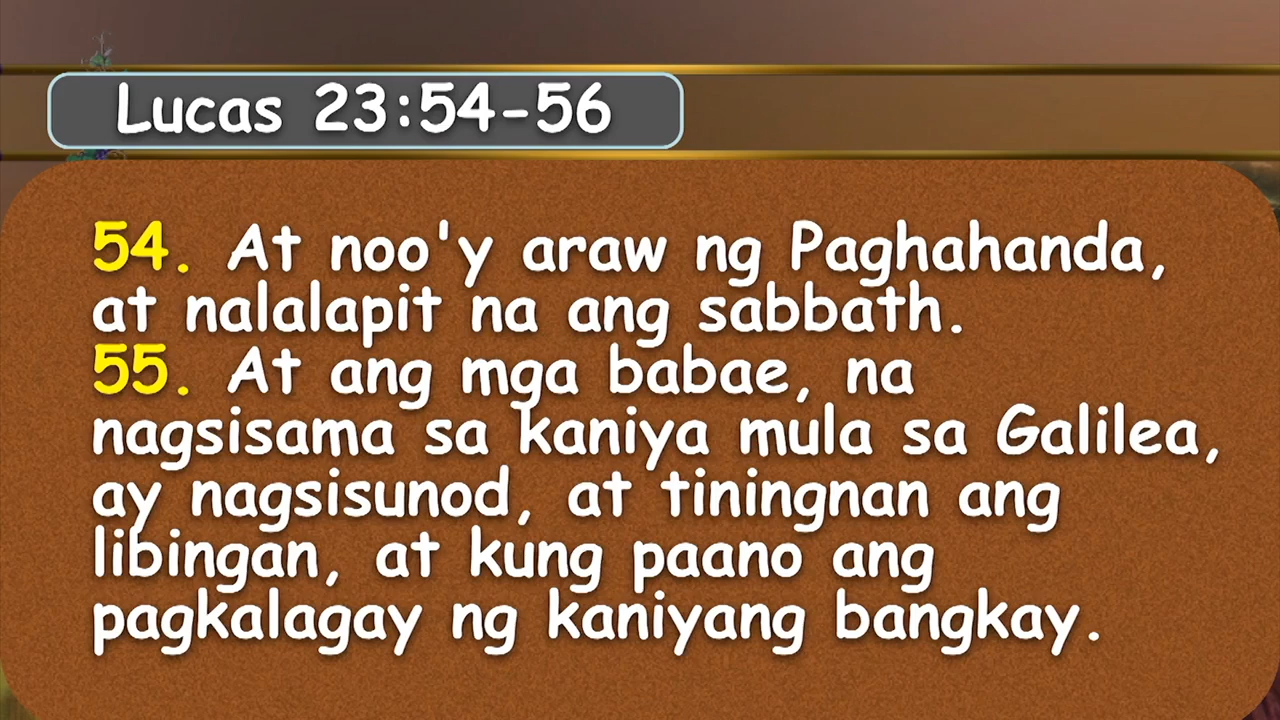 Lucas 23:54-56
54. At noo'y araw ng Paghahanda,
at nalalapit na ang sabbath.
55. At ang mga babae, na
nagsisama sa kaniya mula sa Galilea,
ay nagsisunod, at tiningnan ang
libingan, at kung paano ang
pagkalagay ng kaniyang bangkay.